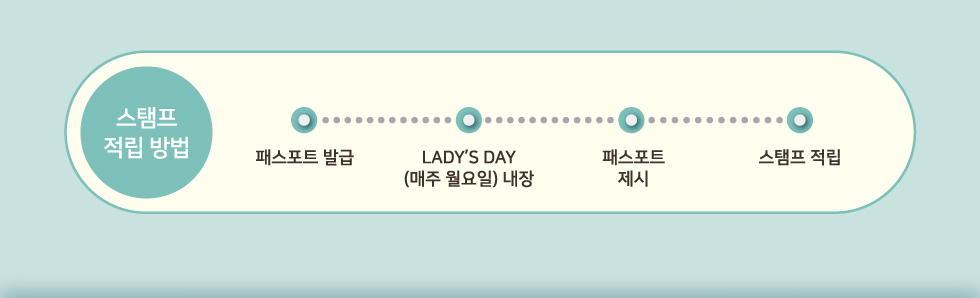 스탬프
적립 방법
패스포트 발급
LADY'S DAY
(매주 월요일) 내장
패스포트
제시
스탬프 적립